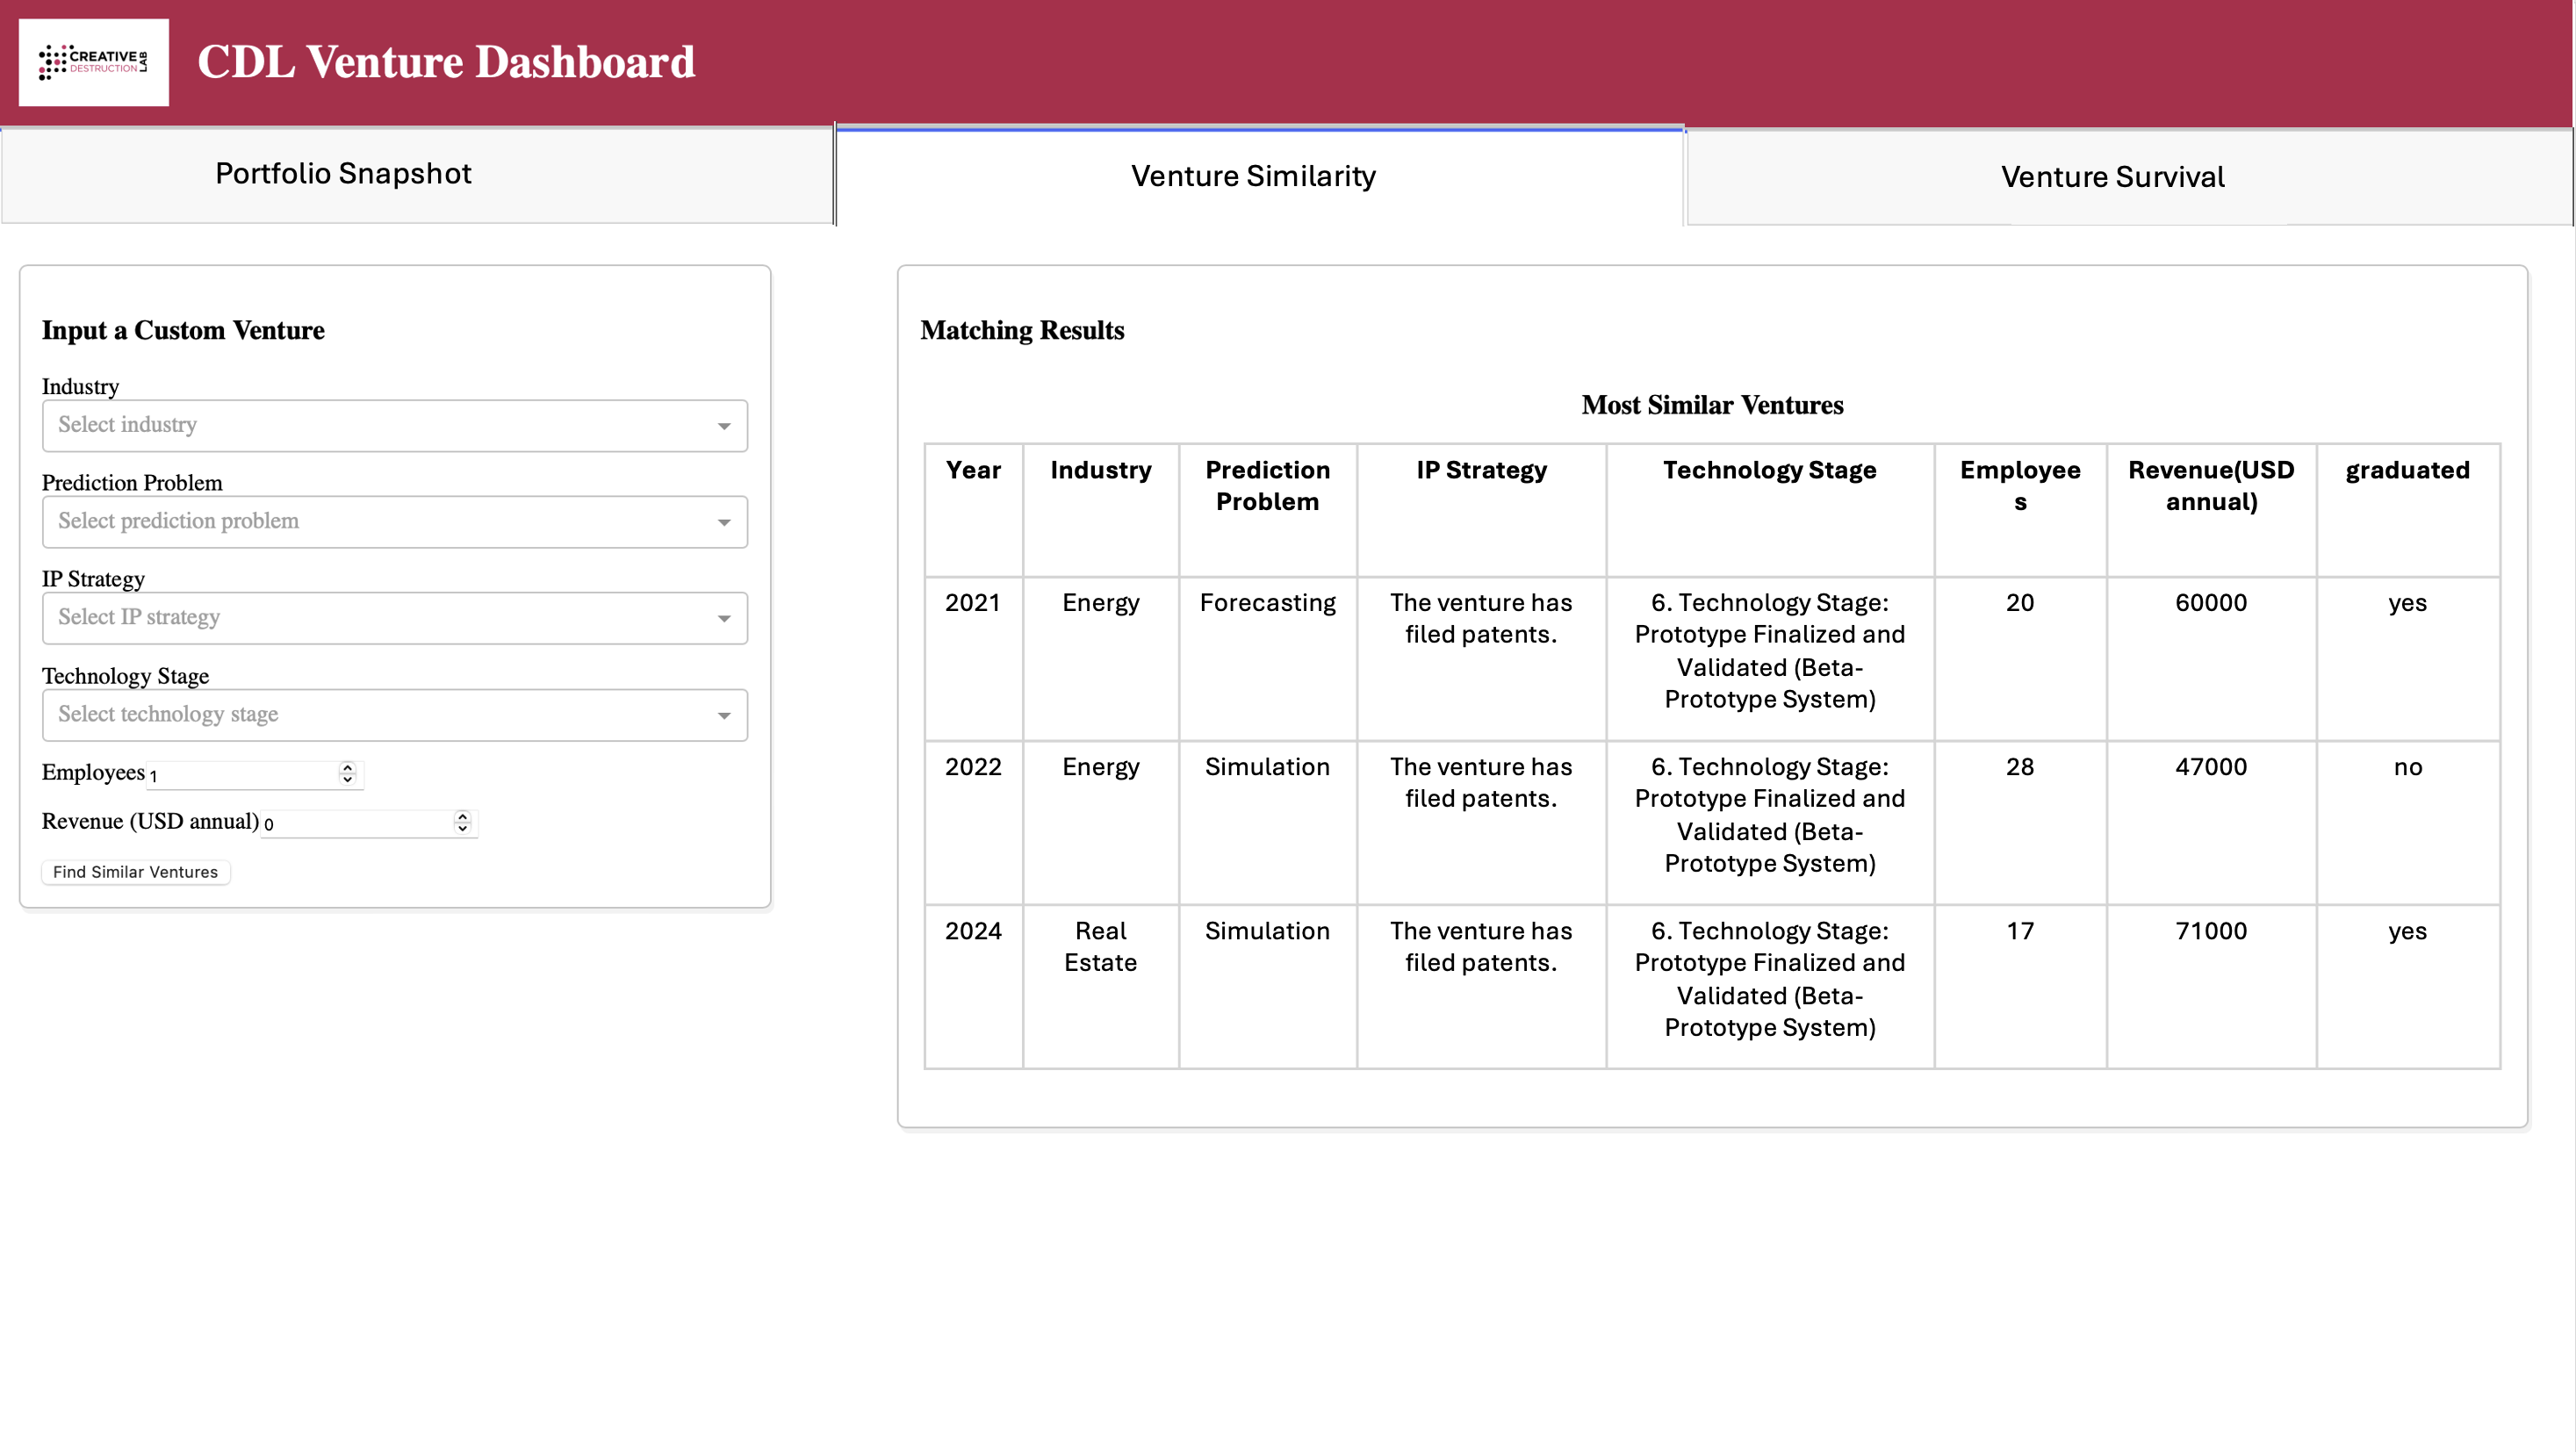 CREATIVE
DESTRUCTION
LAB
CDL Venture Dashboard
Portfolio Snapshot
Venture Similarity
Venture Survival
Input a Custom Venture
Industry
Select industry
Prediction Problem
Select prediction problem
IP Strategy
Select IP strategy
Technology Stage
Select technology stage
Employees 1
Revenue (USD annual) 0
Find Similar Ventures
Matching Results
Most Similar Ventures
Year
Industry
Prediction
Problem
IP Strategy
Technology Stage
Employee
s
Revenue(USD
annual)
graduated
2021
Energy
Forecasting
The venture has
filed patents.
6. Technology Stage:
Prototype Finalized and
Validated (Beta-
Prototype System)
20
60000
yes
2022
Energy
Simulation
The venture has
filed patents.
6. Technology Stage:
Prototype Finalized and
Validated (Beta-
Prototype System)
28
47000
no
2024
Real
Estate
Simulation
The venture has
filed patents.
6. Technology Stage:
Prototype Finalized and
Validated (Beta-
Prototype System)
17
71000
yes